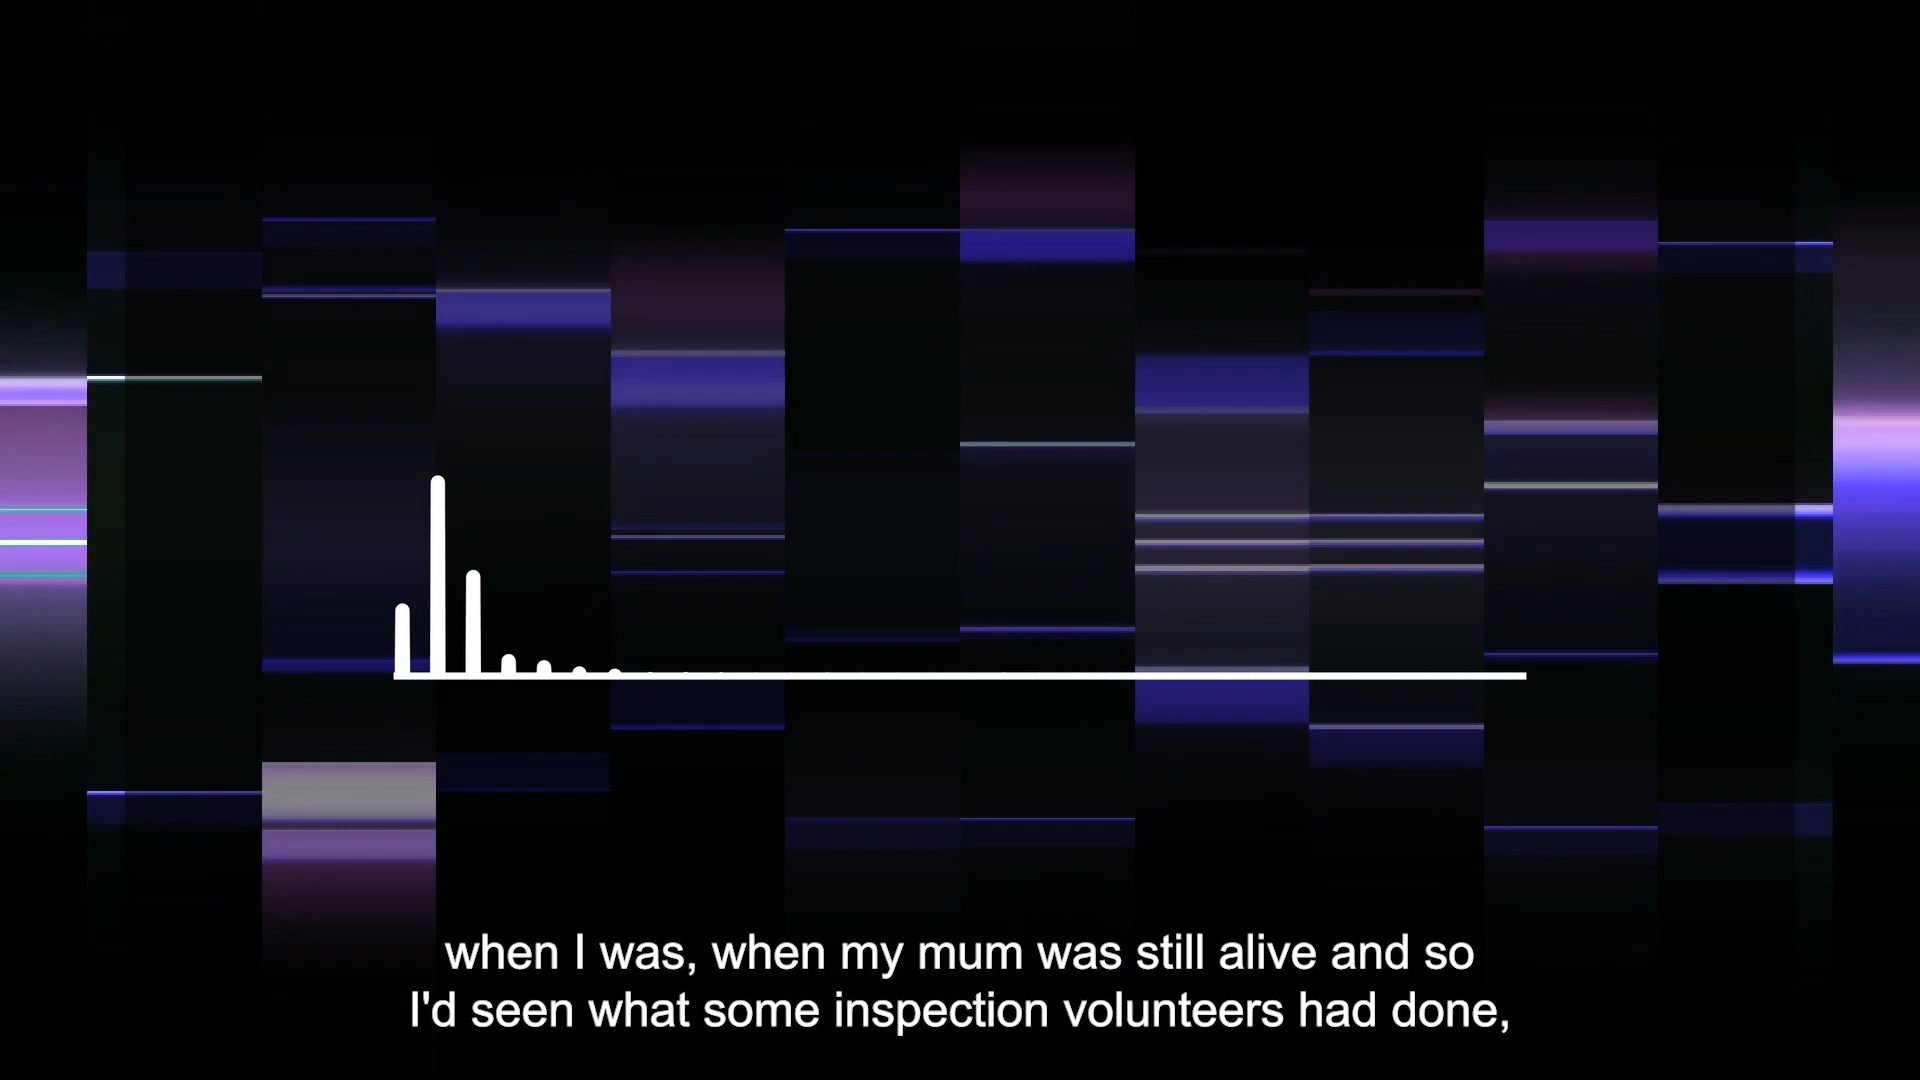 when I was, when my mum was still alive and so
I'd seen what some inspection volunteers had done,